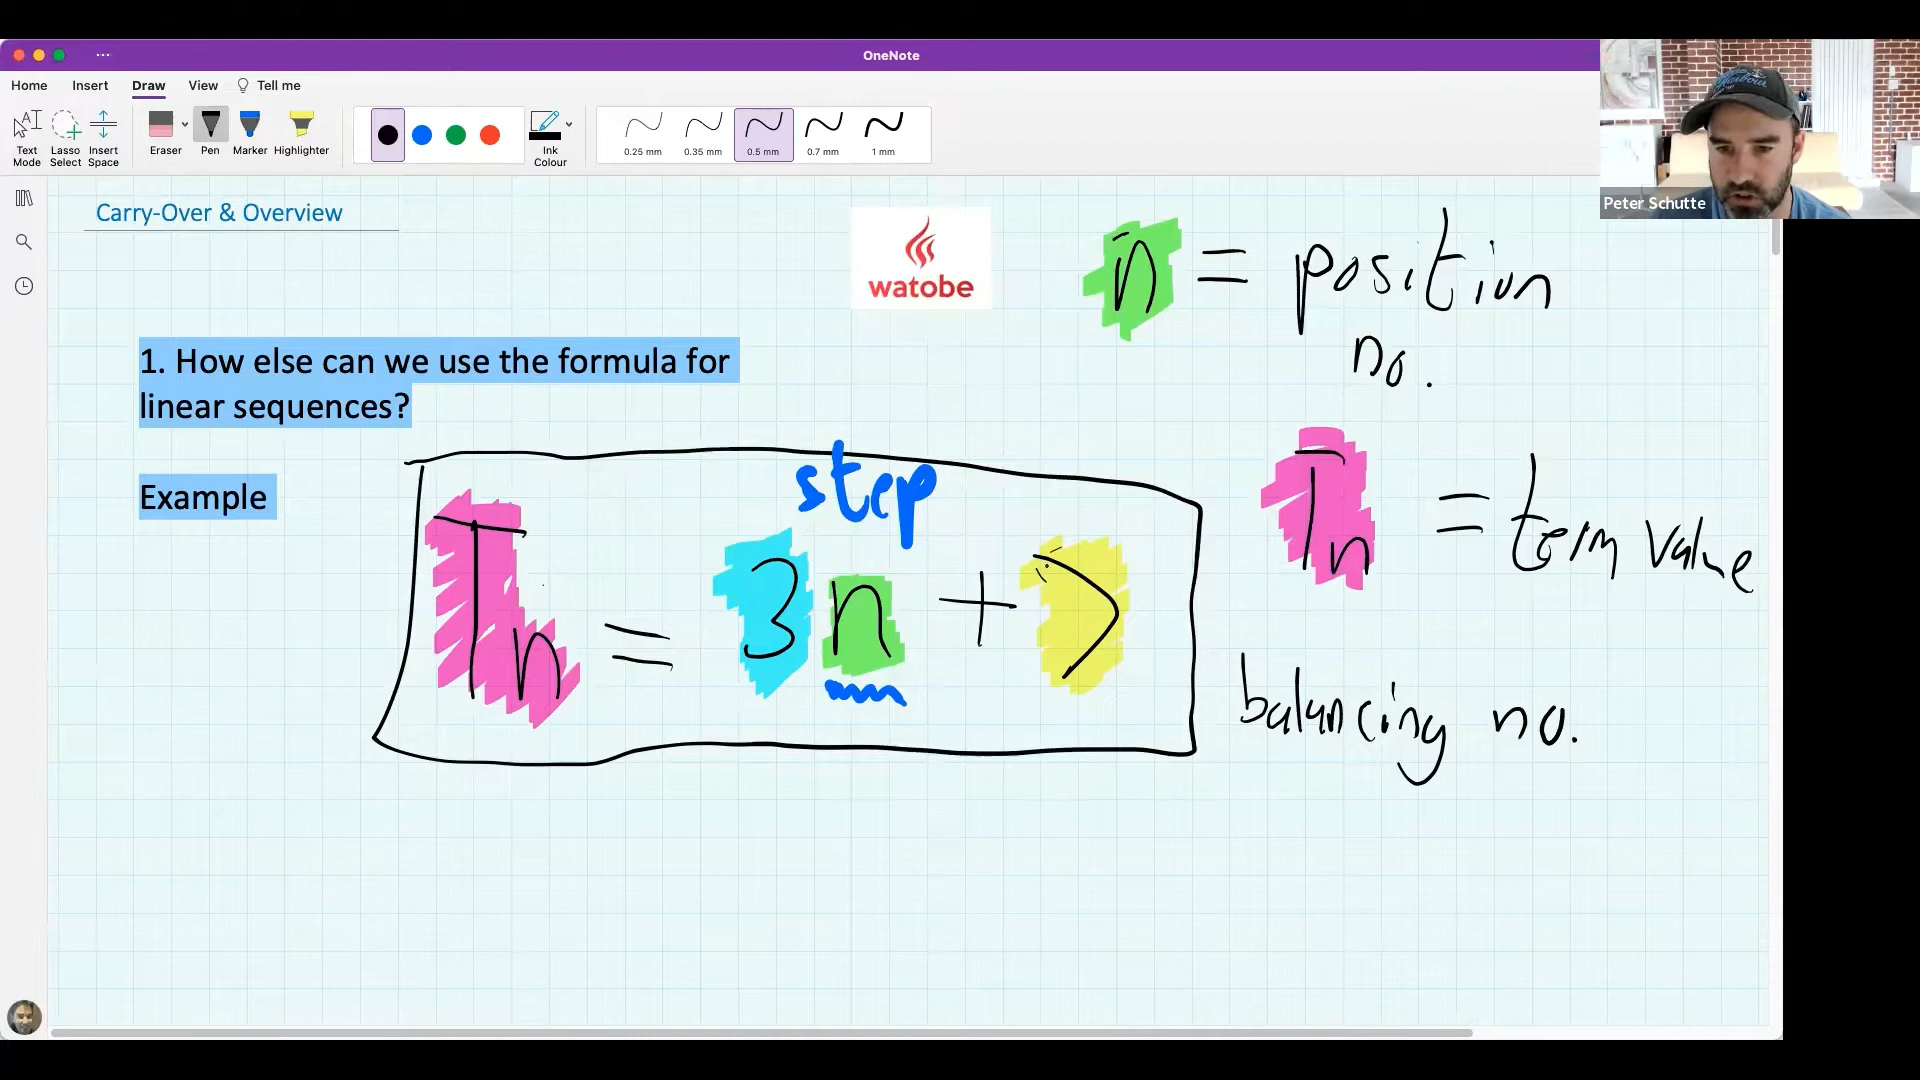 OneNote
Home Insert Draw View Tell me
Text Mode
Lasso Select
Insert Space
Eraser
Pen
Marker
Highlighter
Ink Colour
0.25 mm
0.35 mm
0.5 mm
0.7 mm
1 mm
Peter Schutte
Carry-Over & Overview
watobe
n = position
no.
1. How else can we use the formula for
linear sequences?
Example
step
Tn = 3n + 7
Tn = term value
balancing no.